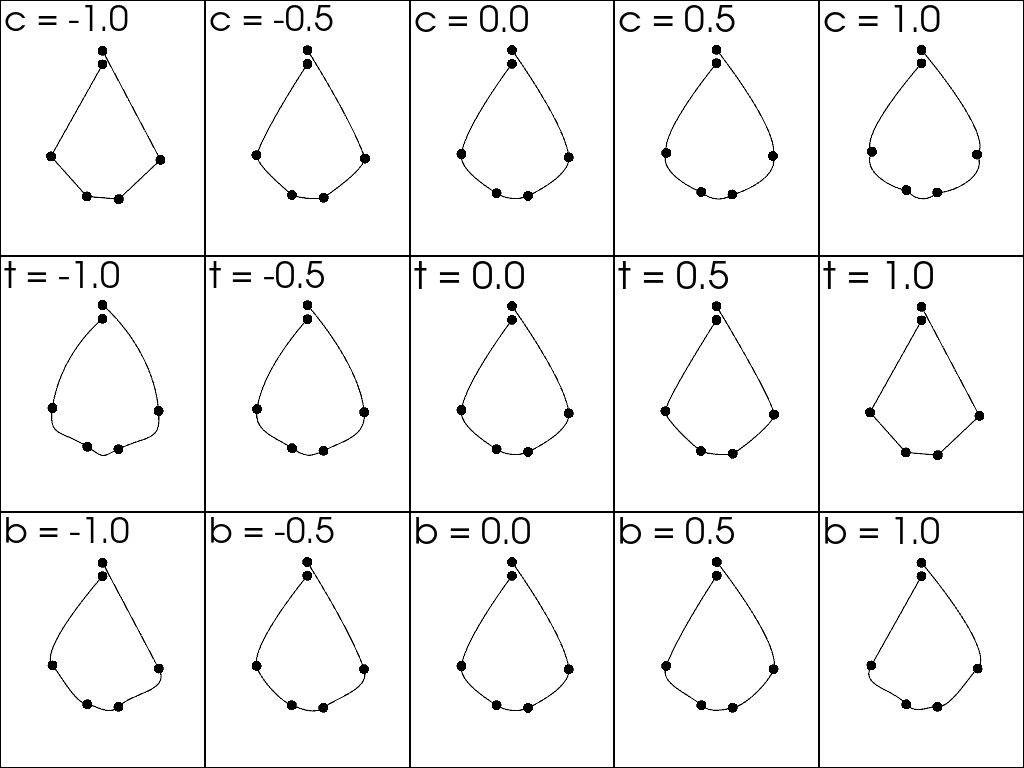 c = -1.0
c = -0.5
c = 0.0
c = 0.5
c = 1.0
t = -1.0
t = -0.5
t = 0.0
t = 0.5
t = 1.0
b = -1.0
b = -0.5
b = 0.0
b = 0.5
b = 1.0